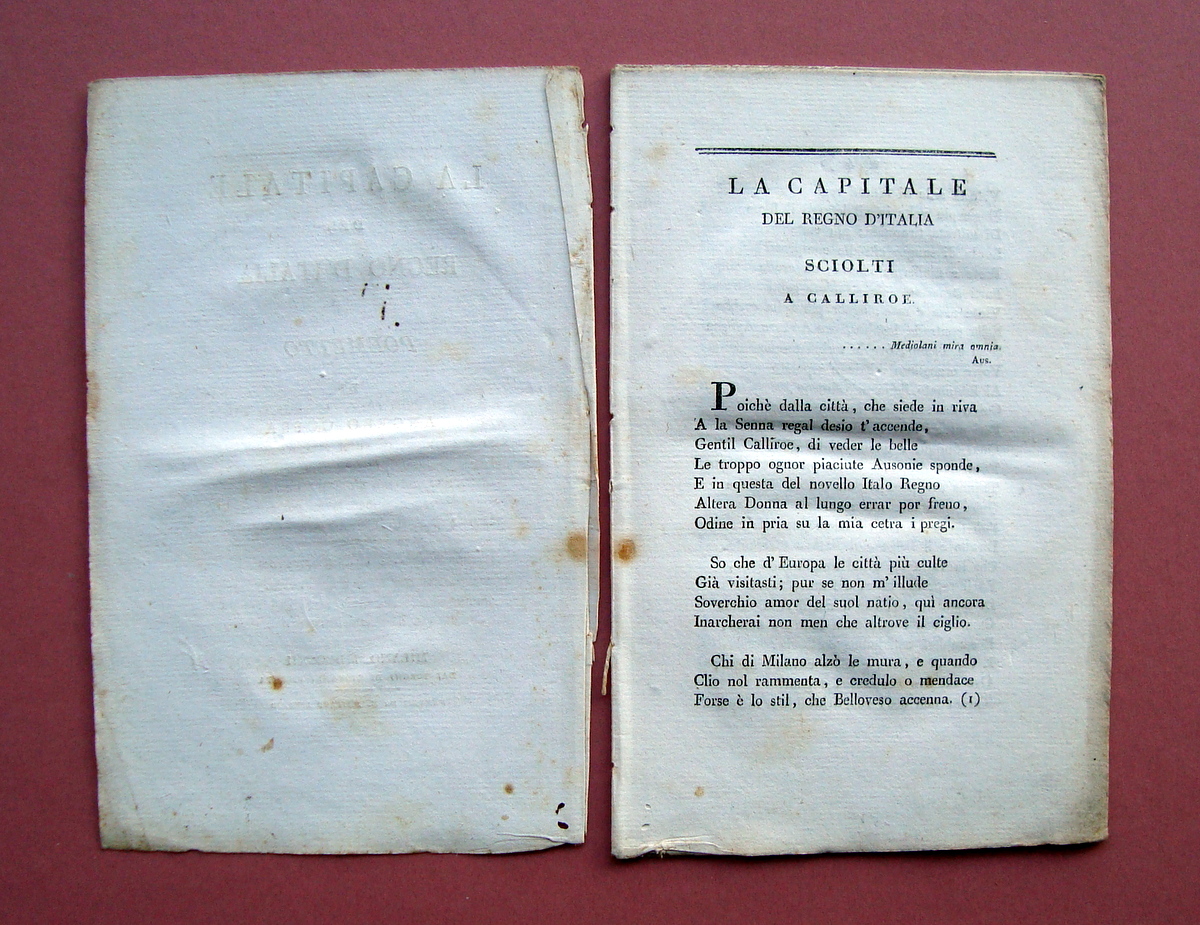 LA CAPITALE
REGNO D'ITALIA
POEMETTO
LA CAPITALE
DEL REGNO D'ITALIA
SCIOLTI
A CALLIROE.
. . . . . . Mediolani mira omnia.
Aus.
Poichè dalla città, che siede in riva
A la Senna regal desio t'accende,
Gentil Calliroe, di veder le belle
Le troppo ognor piaciute Ausonie sponde,
E in questa del novello Italo Regno
Altera Donna al lungo errar por freno,
Odine in pria su la mia cetra i pregi.
So che d'Europa le città più culte
Già visitasti; pur se non m'illude
Soverchio amor del suol natio, quì ancora
Inarcherai non men che altrove il ciglio.
Chi di Milano alzò le mura, e quando
Clio nol rammenta, e credulo o mendace
Forse è lo stil, che Belloveso accenna. (1)